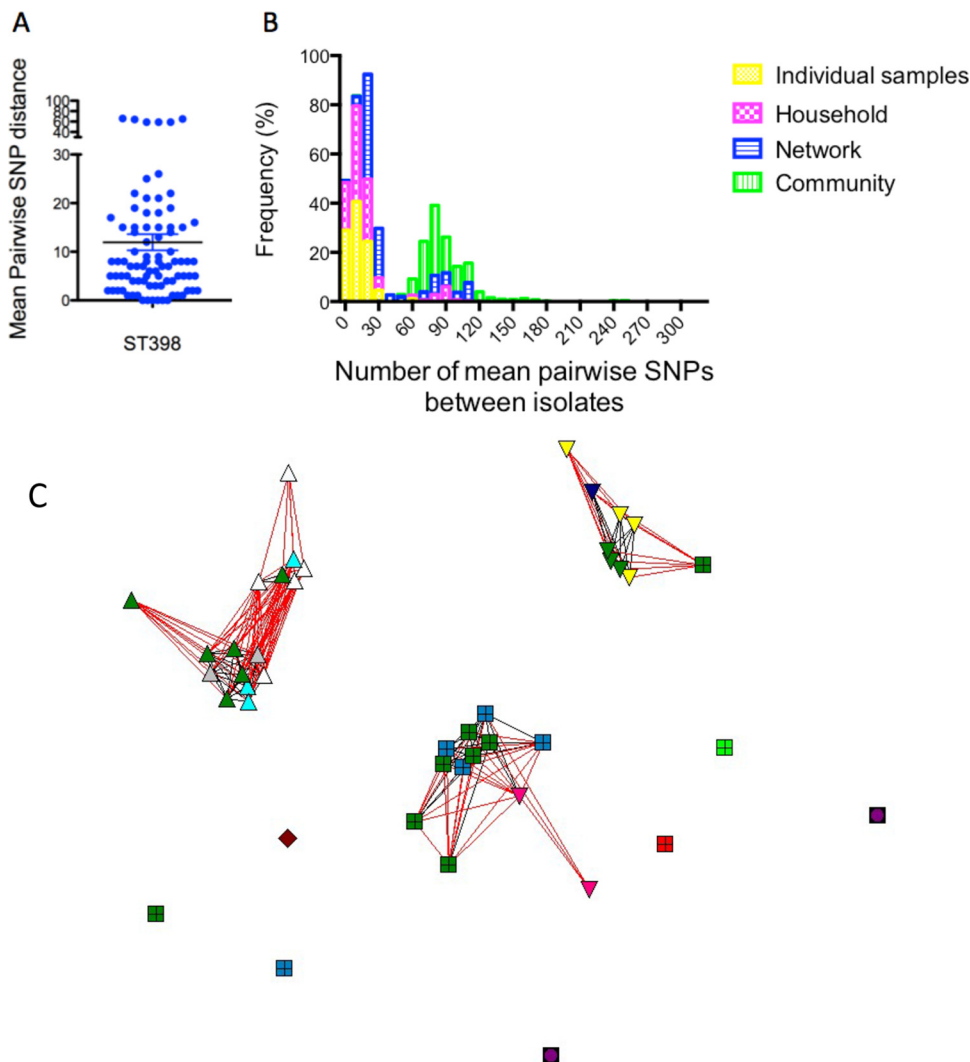 A
Mean Pairwise SNP distance
100
80
60
40
30
20
10
0
ST398
B
Frequency (%)
100
80
60
40
20
0
0
30
60
90
120
150
180
210
240
270
300
Number of mean pairwise SNPs
between isolates
Individual samples
Household
Network
Community
C